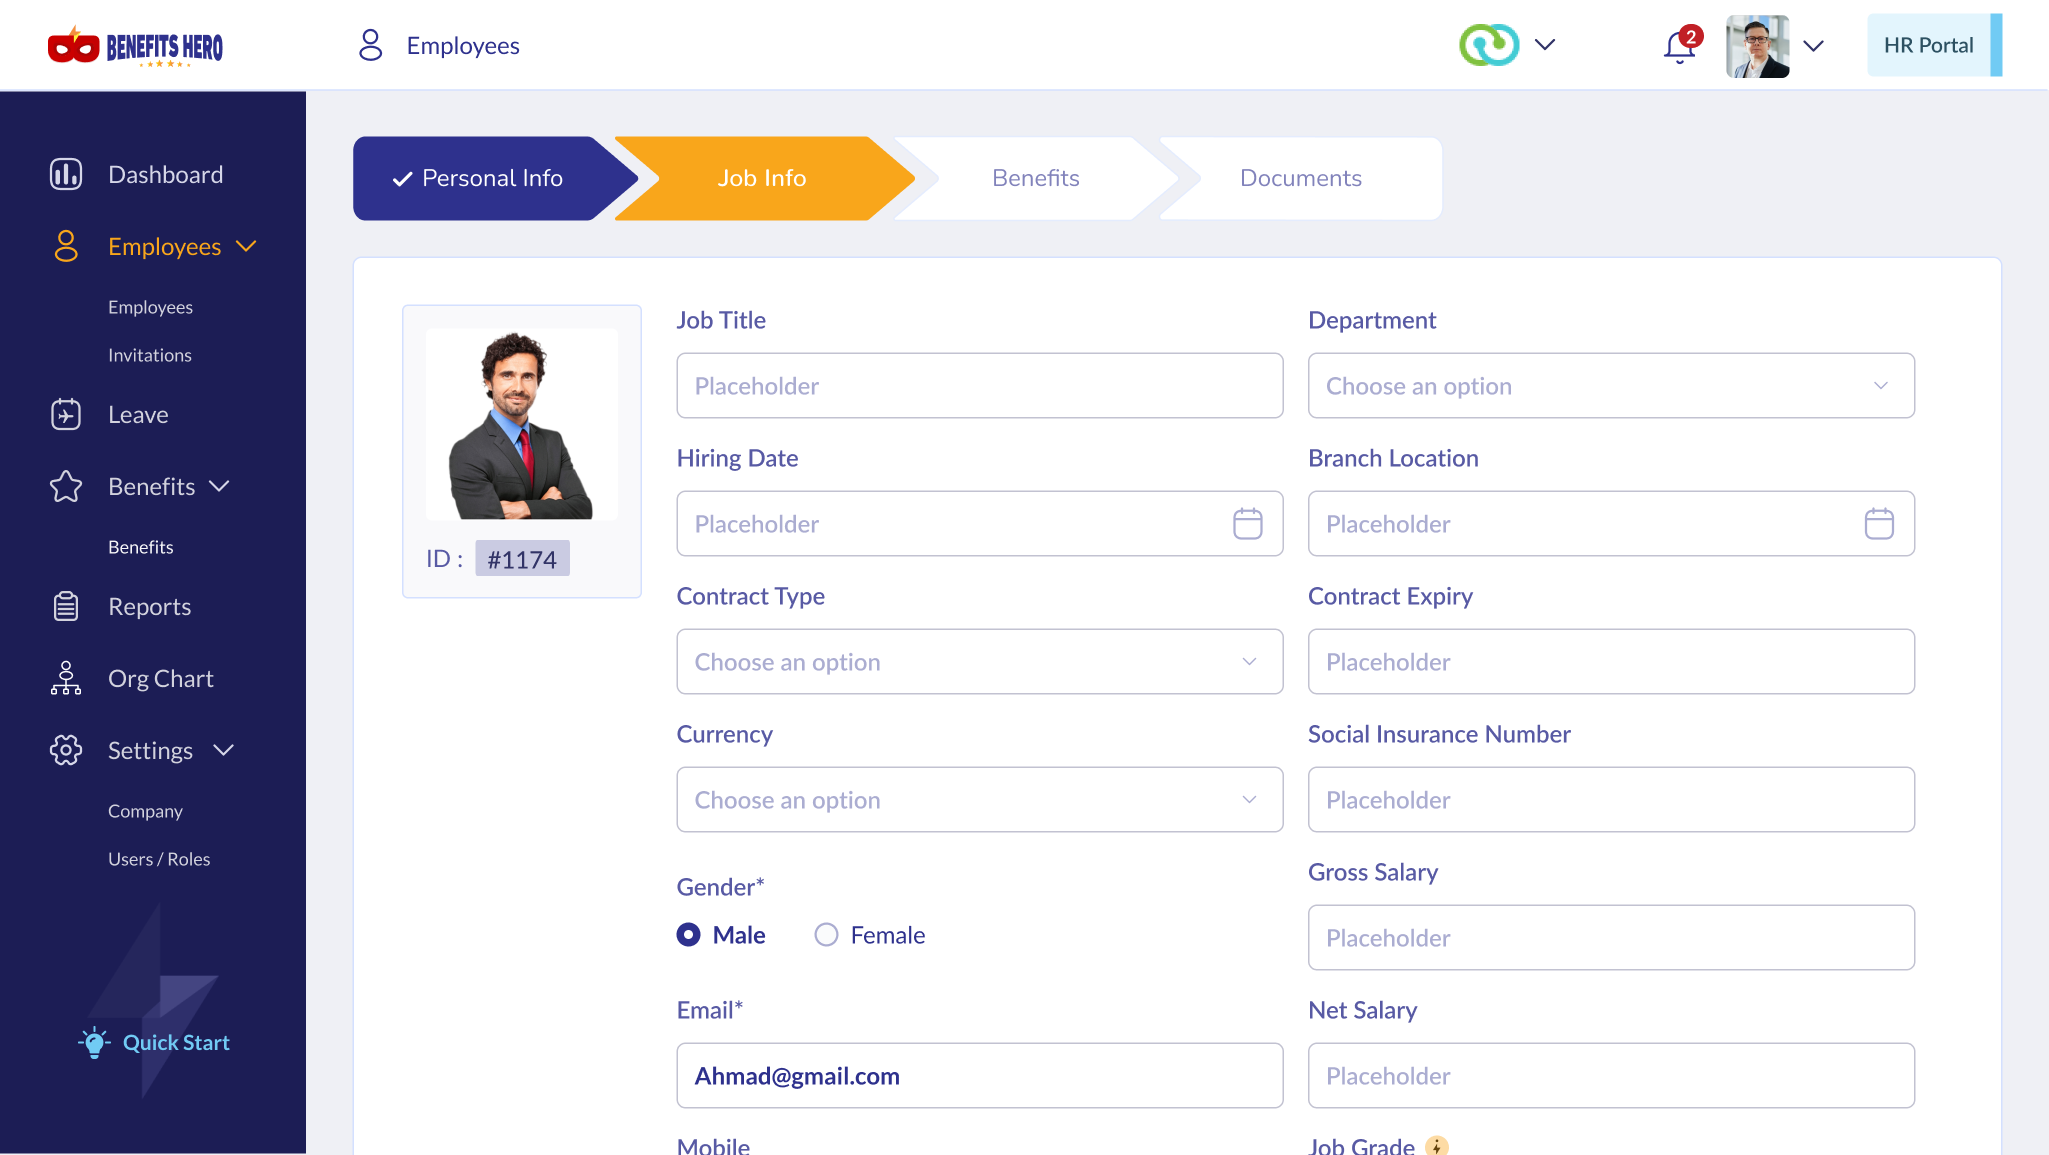 BENEFITS HERO
Employees
2
HR Portal
Dashboard
Employees
Employees
Invitations
Leave
Benefits
Benefits
Reports
Org Chart
Settings
Company
Users / Roles
Quick Start
Personal Info
Job Info
Benefits
Documents
ID : #1174
Job Title
Placeholder
Department
Choose an option
Hiring Date
Placeholder
Branch Location
Placeholder
Contract Type
Choose an option
Contract Expiry
Placeholder
Currency
Choose an option
Social Insurance Number
Placeholder
Gender*
Male
Female
Gross Salary
Placeholder
Email*
Ahmad@gmail.com
Net Salary
Placeholder
Mobile
Job Grade